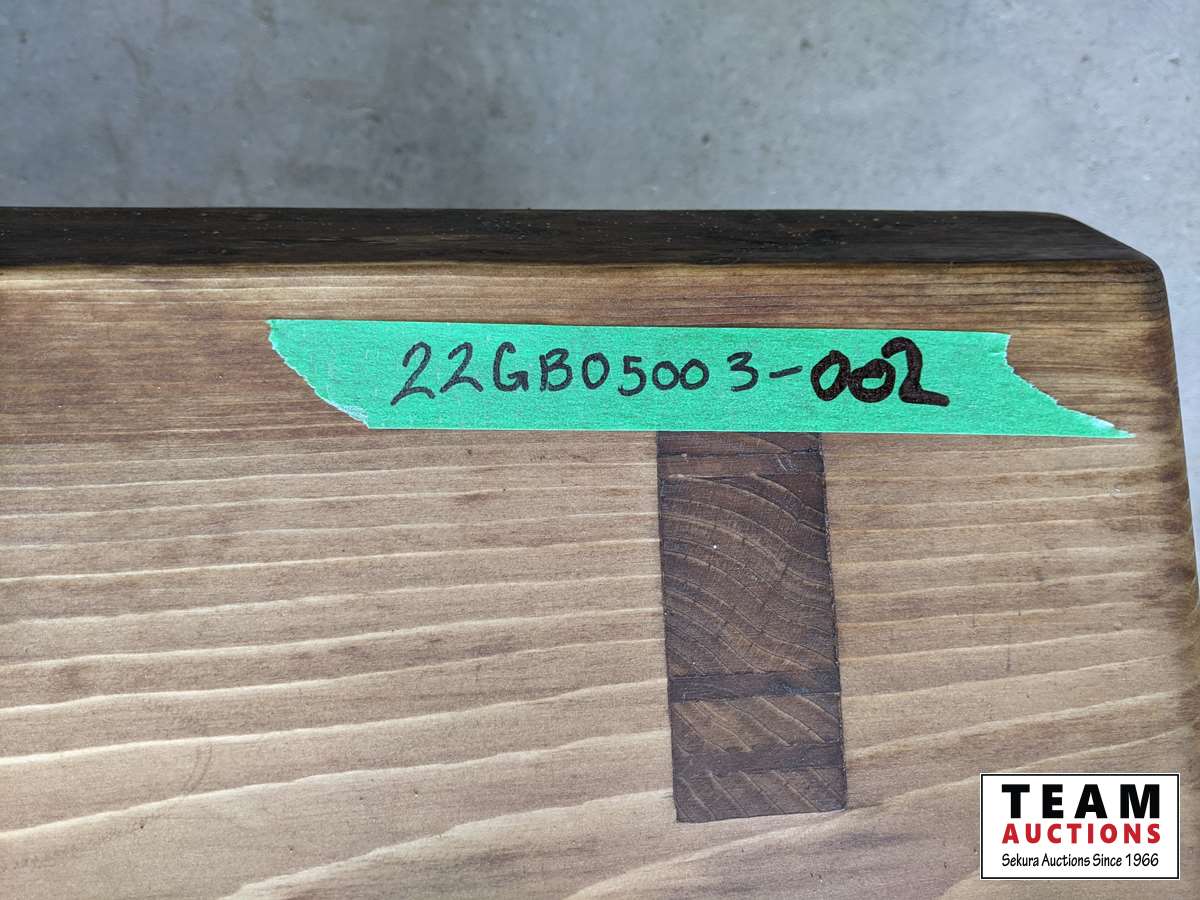 22GB05003-002
TEAM
AUCTIONS
Sekura Auctions Since 1966